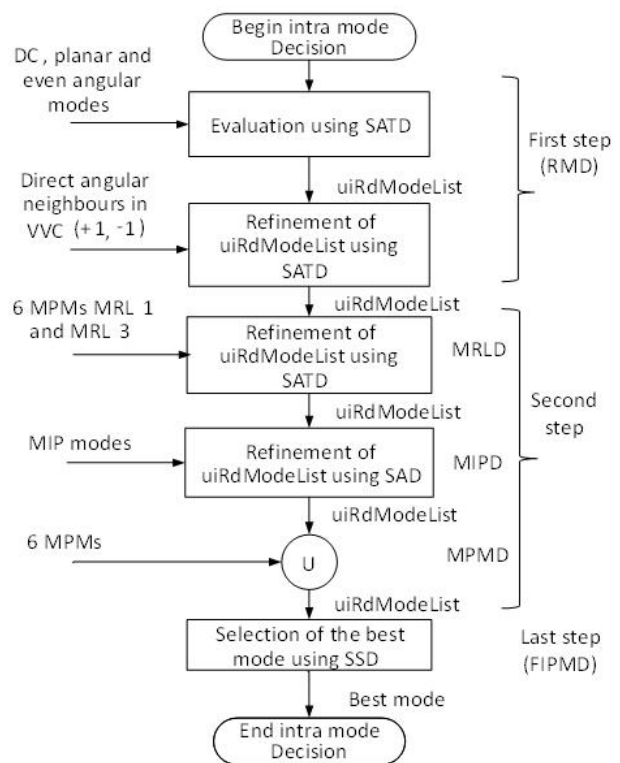 Begin intra mode
Decision
DC , planar and
even angular
modes
Evaluation using SATD
First step
(RMD)
uiRdModeList
Direct angular
neighbours in
VVC (+1, -1)
Refinement of
uiRdModeList using
SATD
uiRdModeList
6 MPMs MRL 1
and MRL 3
Refinement of
uiRdModeList using
SATD
MRLD
Second
step
uiRdModeList
MIP modes
Refinement of
uiRdModeList using SAD
MIPD
uiRdModeList
6 MPMs
U
MPMD
uiRdModeList
Selection of the best
mode using SSD
Last step
(FIPMD)
Best mode
End intra mode
Decision